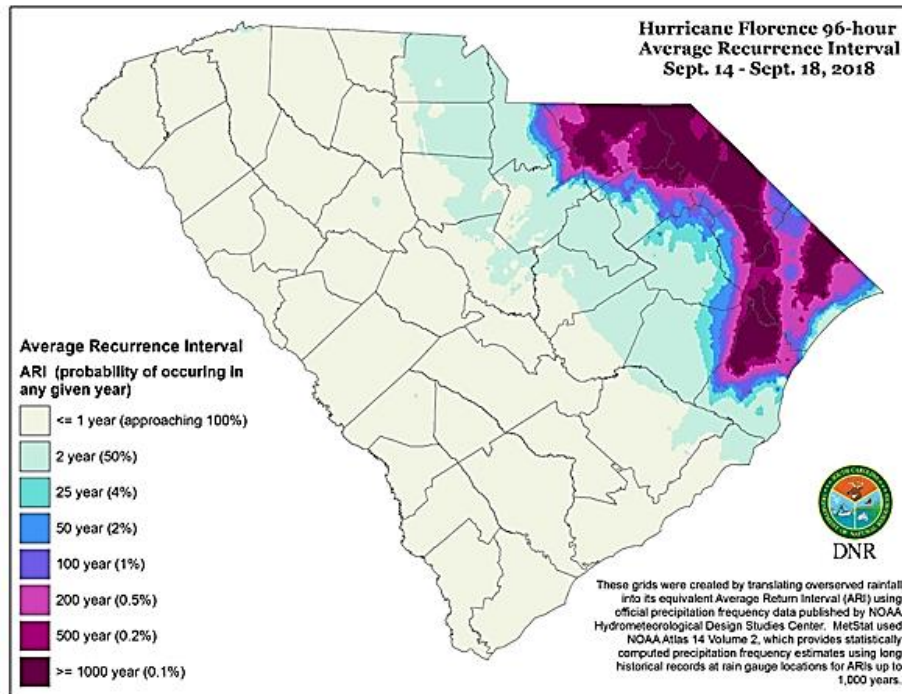 Hurricane Florence 96-hour
Average Recurrence Interval
Sept. 14 - Sept. 18, 2018
Average Recurrence Interval
ARI (probability of occuring in
any given year)
<= 1 year (approaching 100%)
2 year (50%)
25 year (4%)
50 year (2%)
100 year (1%)
200 year (0.5%)
500 year (0.2%)
>= 1000 year (0.1%)
DNR
These grids were created by translating overserved rainfall
into its equivalent Average Return Interval (ARI) using
official precipitation frequency data published by NOAA
Hydrometeorological Design Studies Center. MetStat used
NOAA Atlas 14 Volume 2, which provides statistically
computed precipitation frequency estimates using long
historical records at rain gauge locations for ARIs up to
1,000 years.